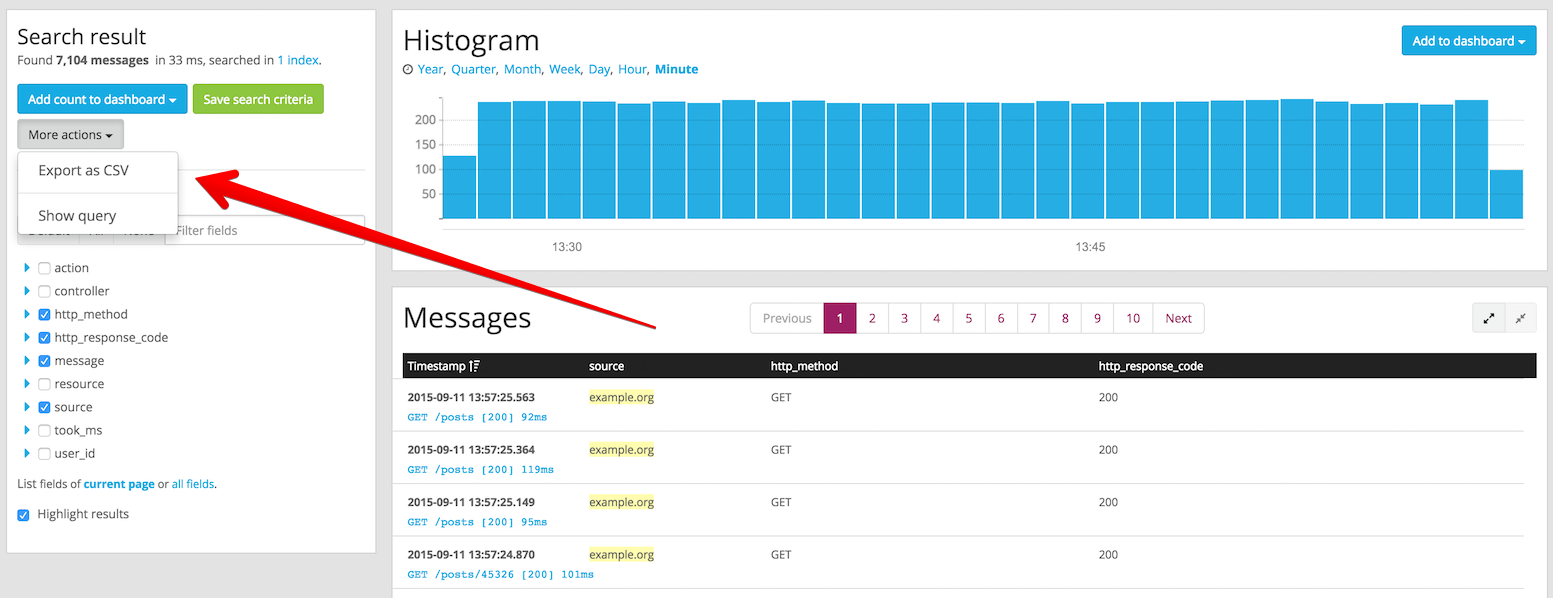 Search result
Found 7,104 messages in 33 ms, searched in 1 index.
Add count to dashboard
Save search criteria
More actions
Export as CSV
Show query
Filter fields
action
controller
http_method
http_response_code
message
resource
source
took_ms
user_id
List fields of current page or all fields.
Highlight results
Histogram
Add to dashboard
Year, Quarter, Month, Week, Day, Hour, Minute
200
150
100
50
13:30 13:45
Messages
Previous 1 2 3 4 5 6 7 8 9 10 Next
Timestamp source http_method http_response_code
2015-09-11 13:57:25.563 example.org GET 200
GET /posts [200] 92ms
2015-09-11 13:57:25.364 example.org GET 200
GET /posts [200] 119ms
2015-09-11 13:57:25.149 example.org GET 200
GET /posts [200] 95ms
2015-09-11 13:57:24.870 example.org GET 200
GET /posts/45326 [200] 101ms